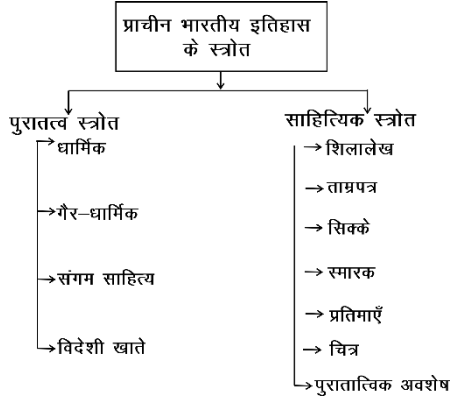 प्राचीन भारतीय इतिहास
के स्त्रोत
पुरातत्व स्त्रोत
धार्मिक
गैर–धार्मिक
संगम साहित्य
विदेशी खाते
साहित्यिक स्त्रोत
शिलालेख
ताम्रपत्र
सिक्के
स्मारक
प्रतिमाएँ
चित्र
पुरातात्विक अवशेष